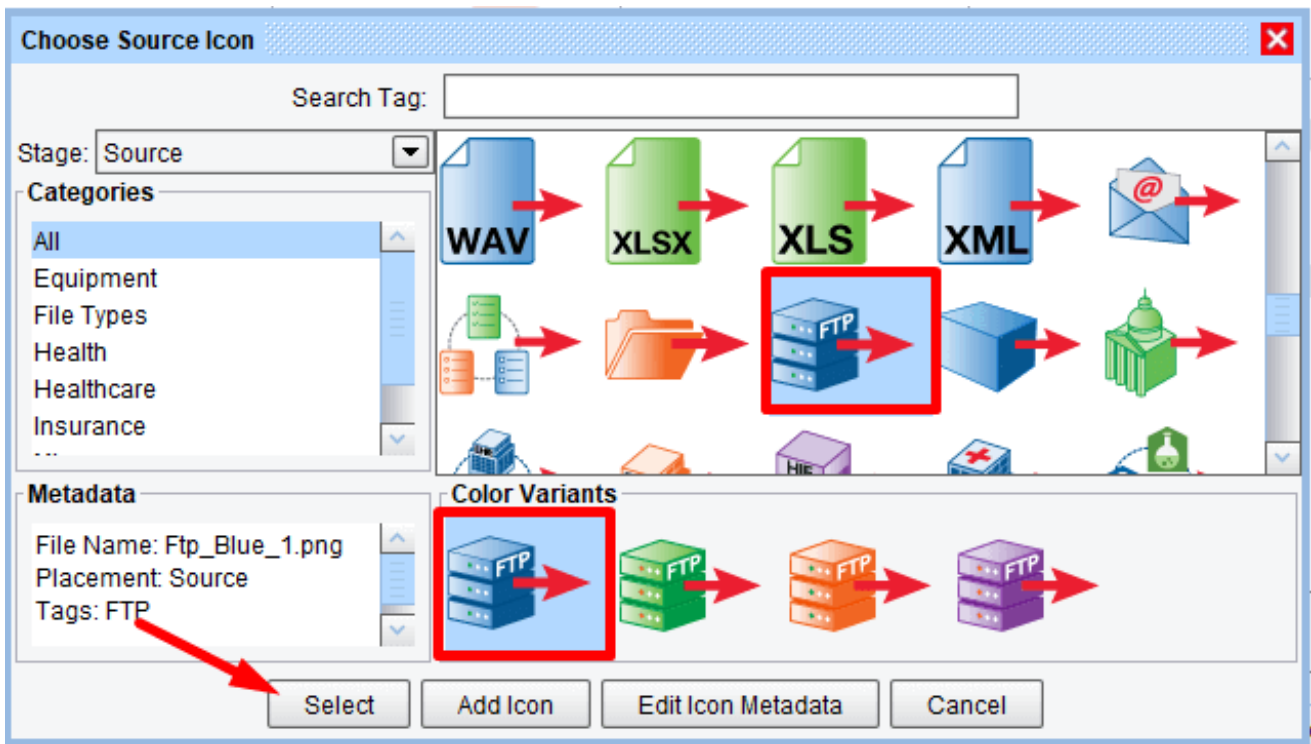 Choose Source Icon
Search Tag:
Stage: Source
Categories
All
Equipment
File Types
Health
Healthcare
Insurance
WAV
XLSX
XLS
XML
@
FTP
HIE
Metadata
File Name: Ftp_Blue_1.png
Placement: Source
Tags: FTP
Color Variants
FTP
FTP
FTP
FTP
Select
Add Icon
Edit Icon Metadata
Cancel